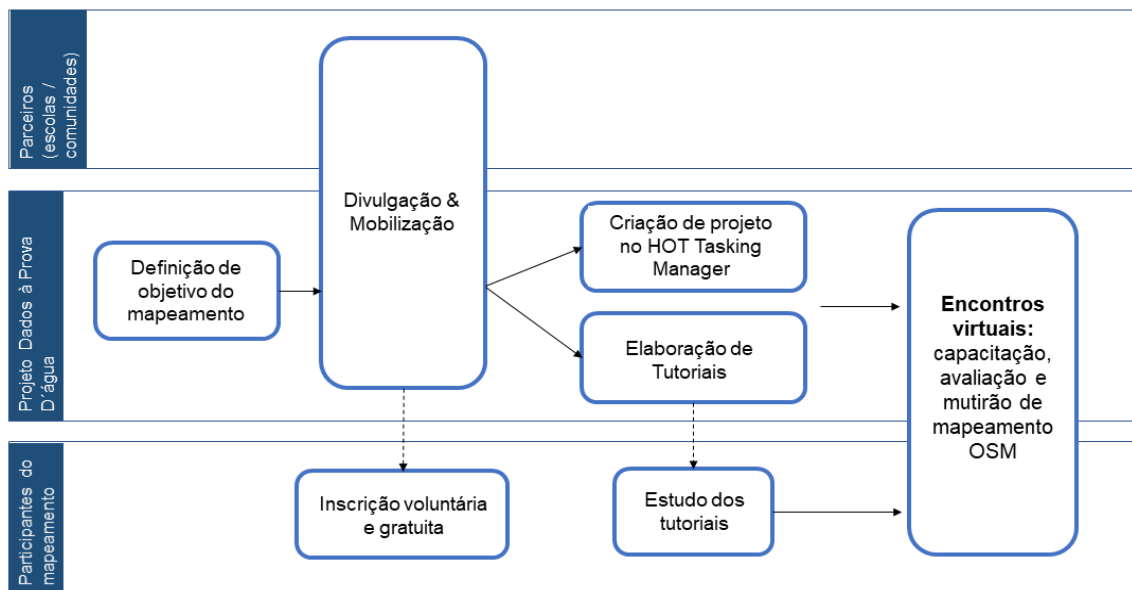 Parceiros
(escolas /
comunidades)
Divulgação &
Mobilização
Projeto Dados à Prova
D´água
Definição de
objetivo do
mapeamento
Criação de projeto
no HOT Tasking
Manager
Elaboração de
Tutoriais
Encontros
virtuais:
capacitação,
avaliação e
mutirão de
mapeamento
OSM
Participantes do
mapeamento
Inscrição voluntária
e gratuita
Estudo dos
tutoriais